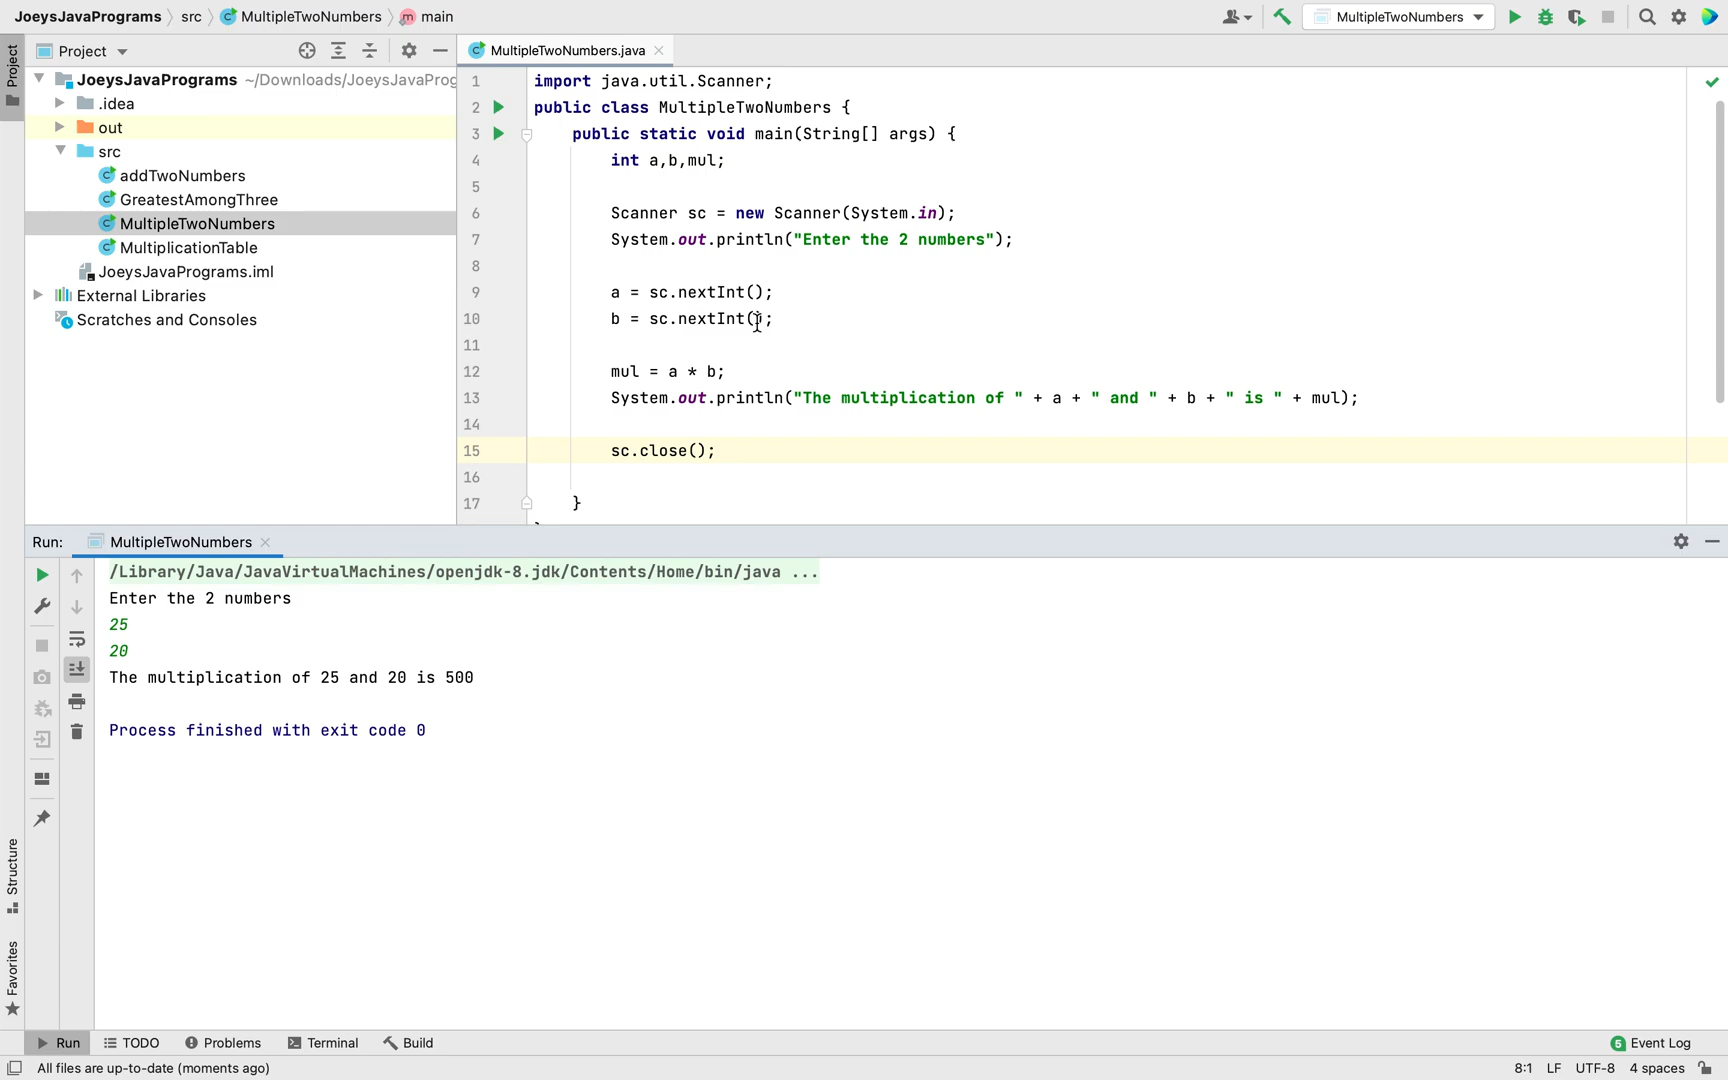 JoeysJavaPrograms src MultipleTwoNumbers main
MultipleTwoNumbers
Project
Project
MultipleTwoNumbers.java
JoeysJavaPrograms ~/Downloads/JoeysJavaProg
.idea
out
src
addTwoNumbers
GreatestAmongThree
MultipleTwoNumbers
MultiplicationTable
JoeysJavaPrograms.iml
External Libraries
Scratches and Consoles
1 import java.util.Scanner;
2 public class MultipleTwoNumbers {
3 public static void main(String[] args) {
4 int a,b,mul;
5
6 Scanner sc = new Scanner(System.in);
7 System.out.println("Enter the 2 numbers");
8
9 a = sc.nextInt();
10 b = sc.nextInt();
11
12 mul = a * b;
13 System.out.println("The multiplication of " + a + " and " + b + " is " + mul);
14
15 sc.close();
16
17 }
Run: MultipleTwoNumbers
/Library/Java/JavaVirtualMachines/openjdk-8.jdk/Contents/Home/bin/java ...
Enter the 2 numbers
25
20
The multiplication of 25 and 20 is 500
Process finished with exit code 0
Structure
Favorites
Run TODO Problems Terminal Build 5 Event Log
All files are up-to-date (moments ago) 8:1 LF UTF-8 4 spaces